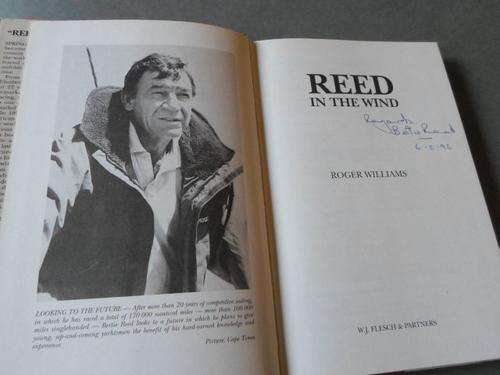 "REE
LOOKING TO THE FUTURE — After more than 20 years of competitive sailing,
in which he has raced a total of 170 000 nautical miles — more than 100 000
miles singlehanded — Bertie Reed looks to a future in which he plans to give
young, up-and-coming yachtsmen the benefit of his hard-earned knowledge and
experience.
Picture: Cape Times
REED
IN THE WIND
Regards
Bertie Reed
ROGER WILLIAMS
W.J. FLESCH & PARTNERS